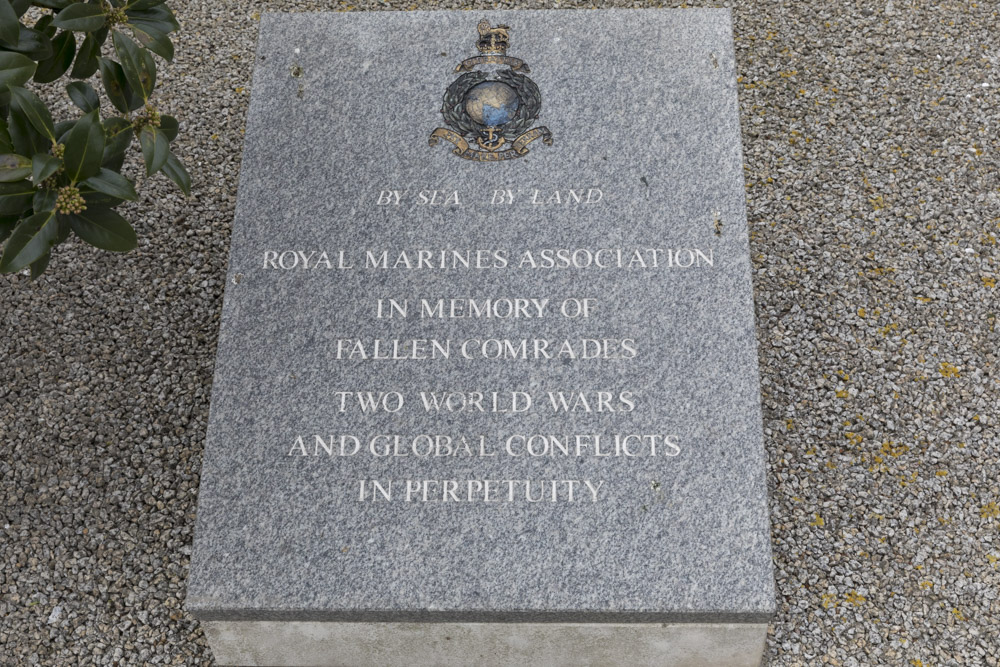 BY SEA BY LAND
ROYAL MARINES ASSOCIATION
IN MEMORY OF
FALLEN COMRADES
TWO WORLD WARS
AND GLOBAL CONFLICTS
IN PERPETUITY